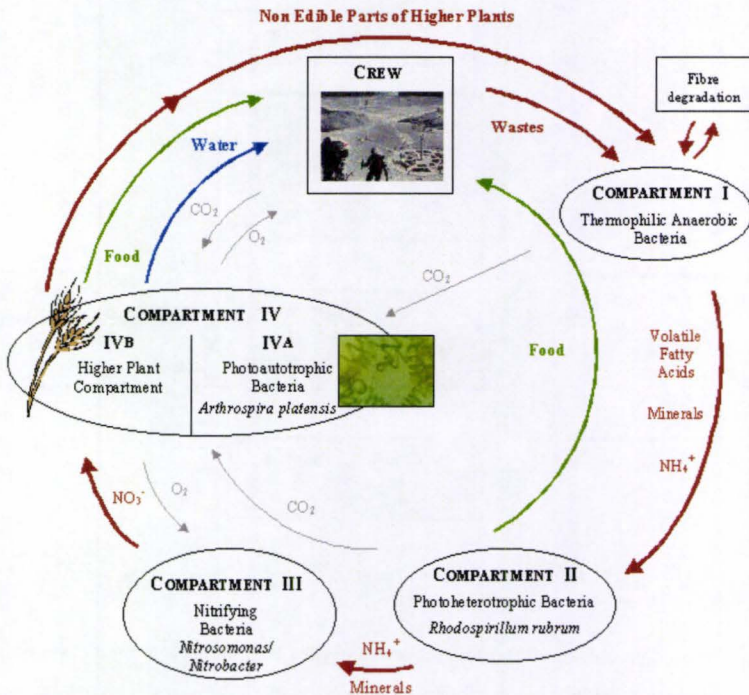 Non Edible Parts of Higher Plants
CREW
Fibre
degradation
Wastes
Water
COMPARTMENT I
Thermophilic Anaerobic
Bacteria
CO₂
O₂
Food
CO₂
COMPARTMENT IV
IVB
Higher Plant
Compartment
IVA
Photoautotrophic
Bacteria
Arthrospira platensis
Food
Volatile
Fatty
Acids
Minerals
NH₄⁺
NO₃⁻
O₂
CO₂
COMPARTMENT III
Nitrifying
Bacteria
Nitrosomonas/
Nitrobacter
COMPARTMENT II
Photoheterotrophic Bacteria
Rhodospirillum rubrum
NH₄⁺
Minerals